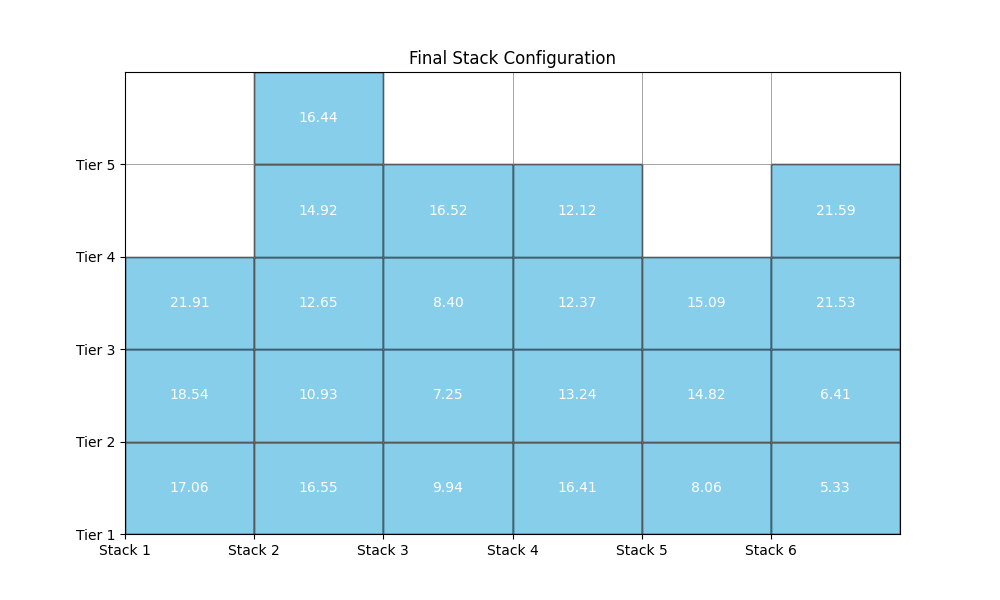 Final Stack Configuration
16.44
Tier 5
14.92 16.52 12.12 21.59
Tier 4
21.91 12.65 8.40 12.37 15.09 21.53
Tier 3
18.54 10.93 7.25 13.24 14.82 6.41
Tier 2
17.06 16.55 9.94 16.41 8.06 5.33
Tier 1
Stack 1 Stack 2 Stack 3 Stack 4 Stack 5 Stack 6